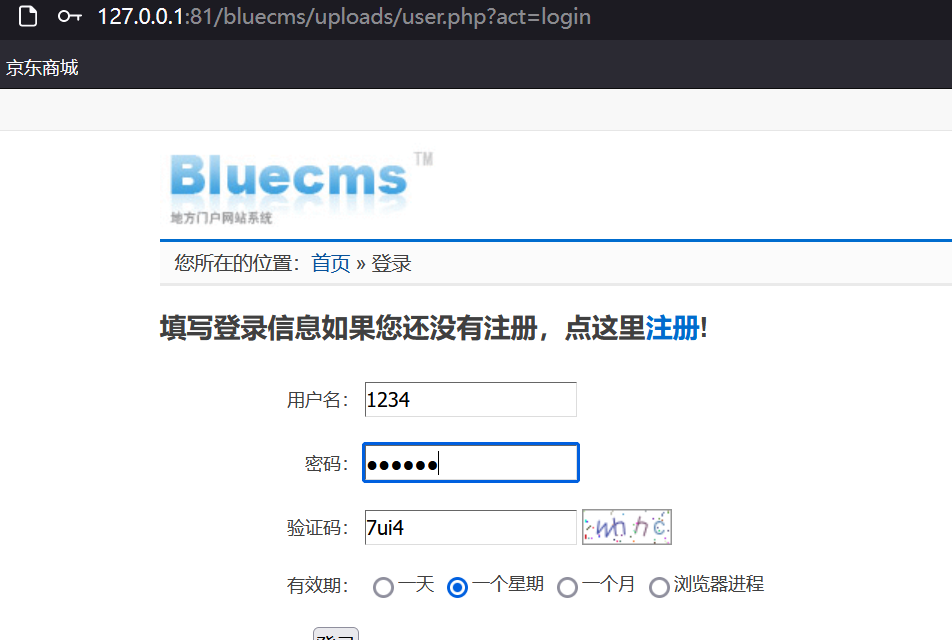 127.0.0.1:81/bluecms/uploads/user.php?act=login
京东商城
Bluecms TM
地方门户网站系统
您所在的位置：首页 » 登录
填写登录信息如果您还没有注册，点这里注册!
用户名： 1234
密码： ●●●●●●
验证码： 7ui4
有效期： 一天 一个星期 一个月 浏览器进程
登录